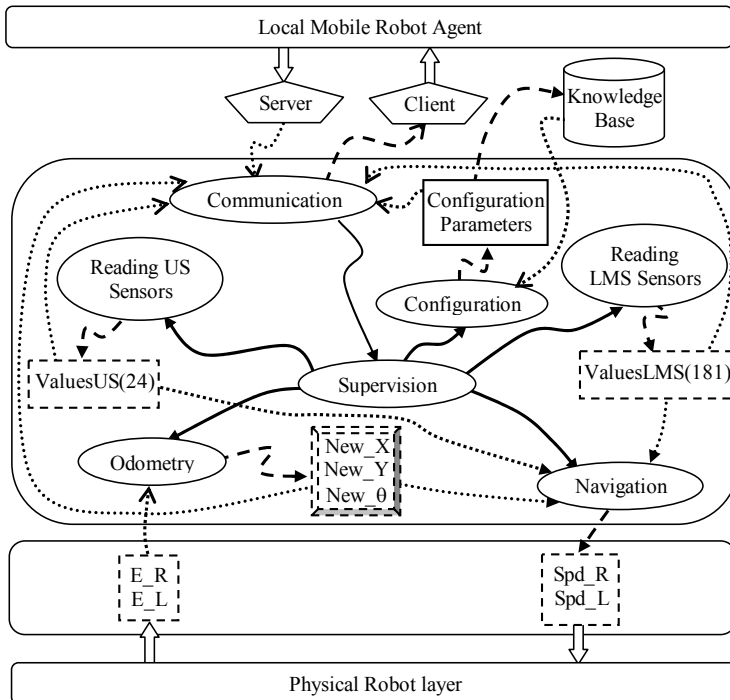 Local Mobile Robot Agent
Server
Client
Knowledge
Base
Communication
Configuration
Parameters
Reading US
Sensors
Reading
LMS Sensors
Configuration
ValuesUS(24)
Supervision
ValuesLMS(181)
Odometry
New_X
New_Y
New_θ
Navigation
E_R
E_L
Spd_R
Spd_L
Physical Robot layer